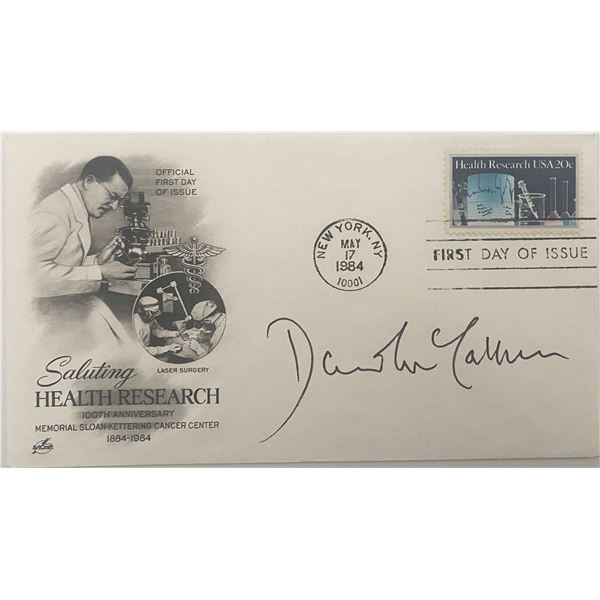 OFFICIAL
FIRST DAY
OF ISSUE
Health Research USA 20c
NEW YORK, NY
MAY
17
1984
10001
FIRST DAY OF ISSUE
LASER SURGERY
Saluting
HEALTH RESEARCH
100TH ANNIVERSARY
MEMORIAL SLOAN-KETTERING CANCER CENTER
1884-1984
ArtCraft